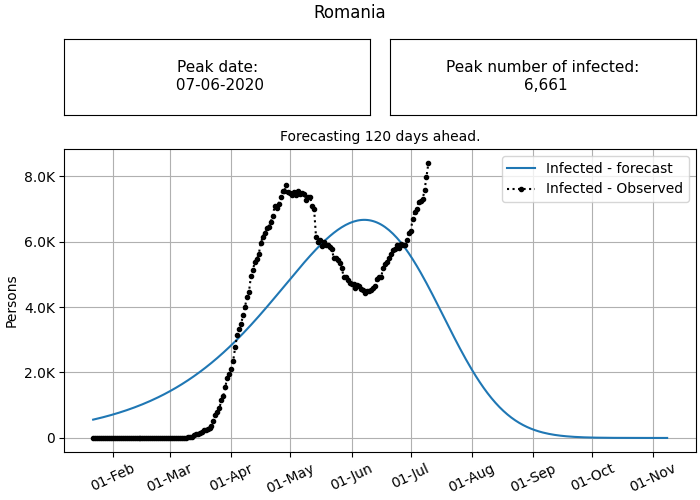 Romania
Peak date:
07-06-2020
Peak number of infected:
6,661
Forecasting 120 days ahead.
Infected - forecast
Infected - Observed
Persons
8.0K
6.0K
4.0K
2.0K
0
01-Feb
01-Mar
01-Apr
01-May
01-Jun
01-Jul
01-Aug
01-Sep
01-Oct
01-Nov